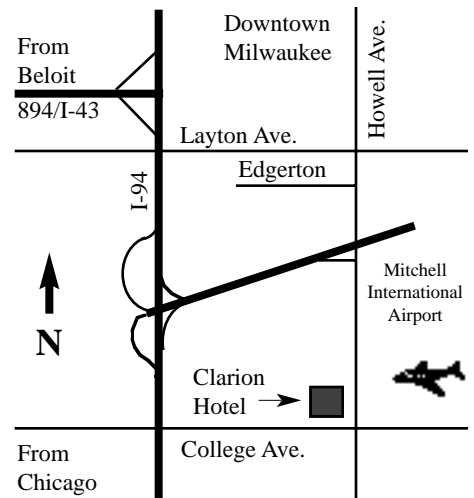 From
Beloit
894/I-43
Downtown
Milwaukee
Howell Ave.
Layton Ave.
Edgerton
I-94
Mitchell
International
Airport
N
Clarion
Hotel
College Ave.
From
Chicago